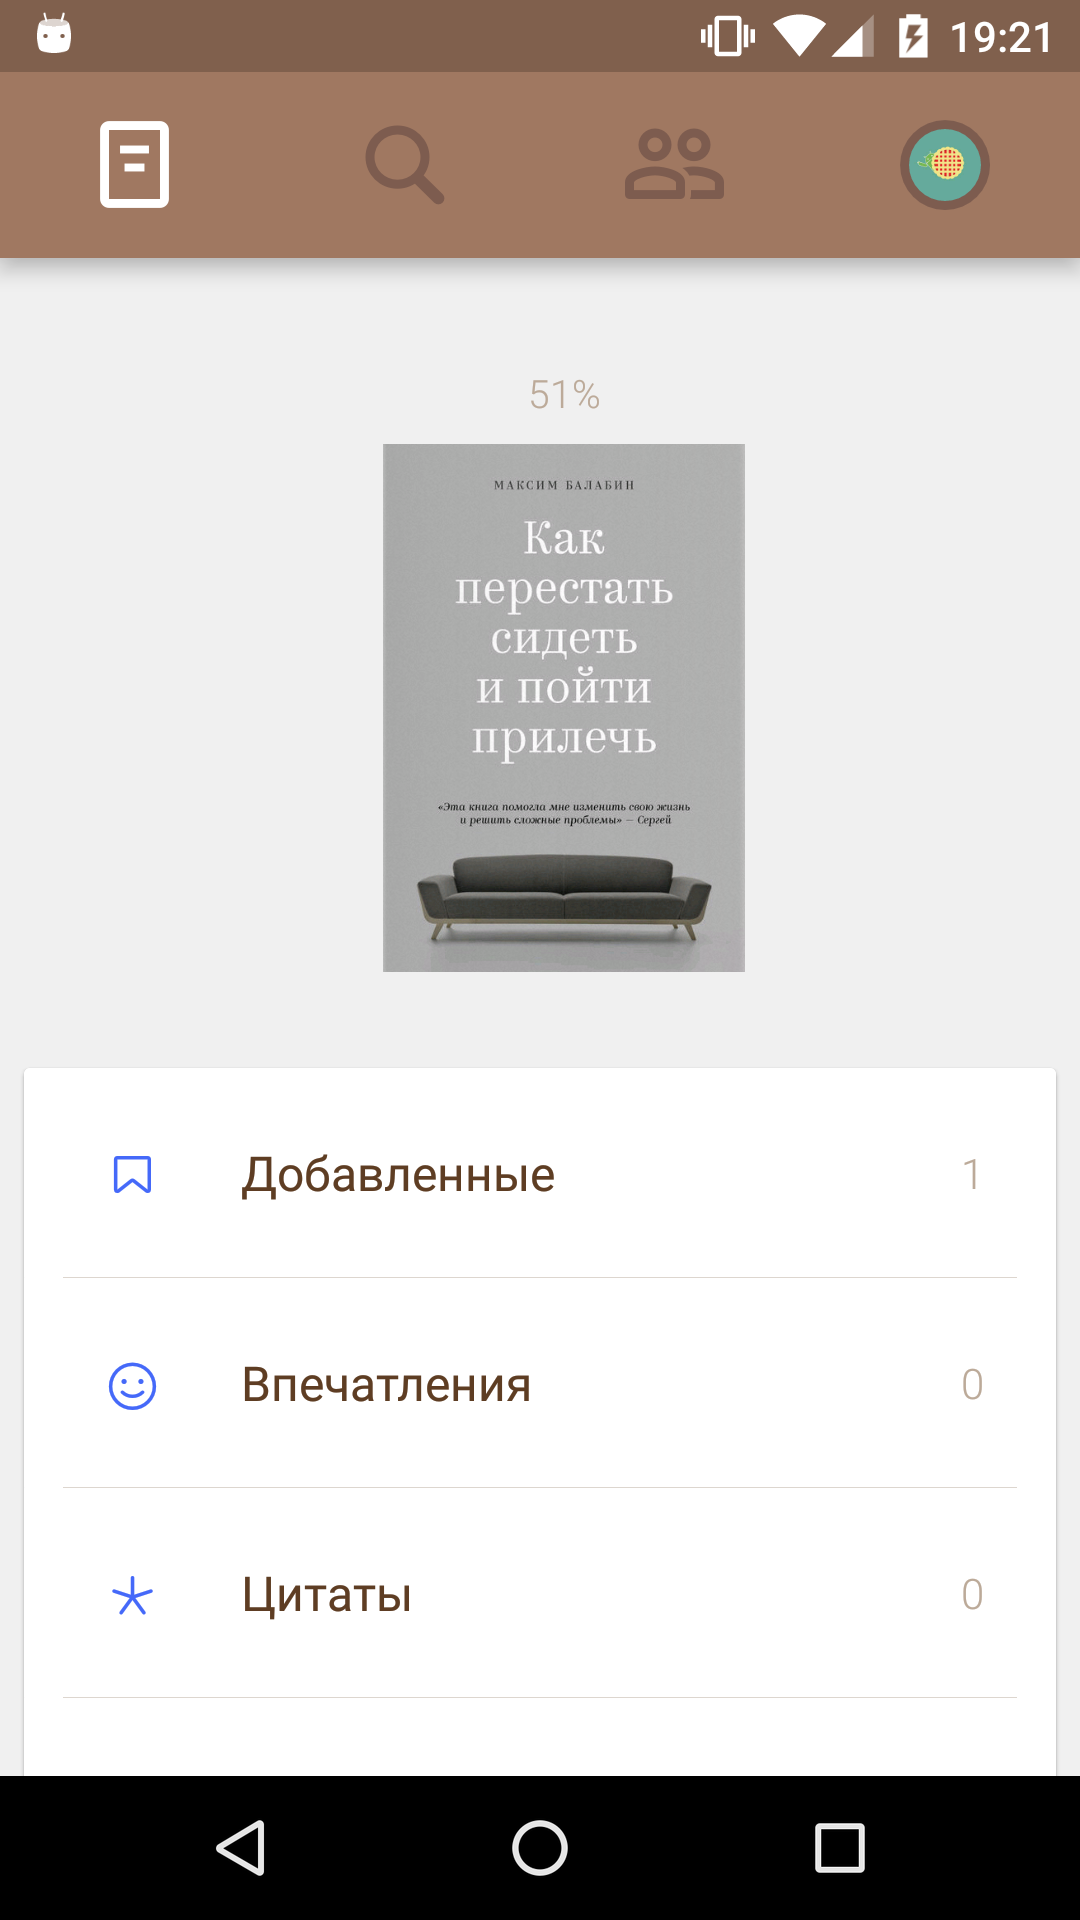 19:21
51%
МАКСИМ БАЛАБИН
Как
перестать
сидеть
и пойти
прилечь
«Эта книга помогла мне изменить свою жизнь
и решить сложные проблемы» — Сергей
Добавленные 1
Впечатления 0
Цитаты 0